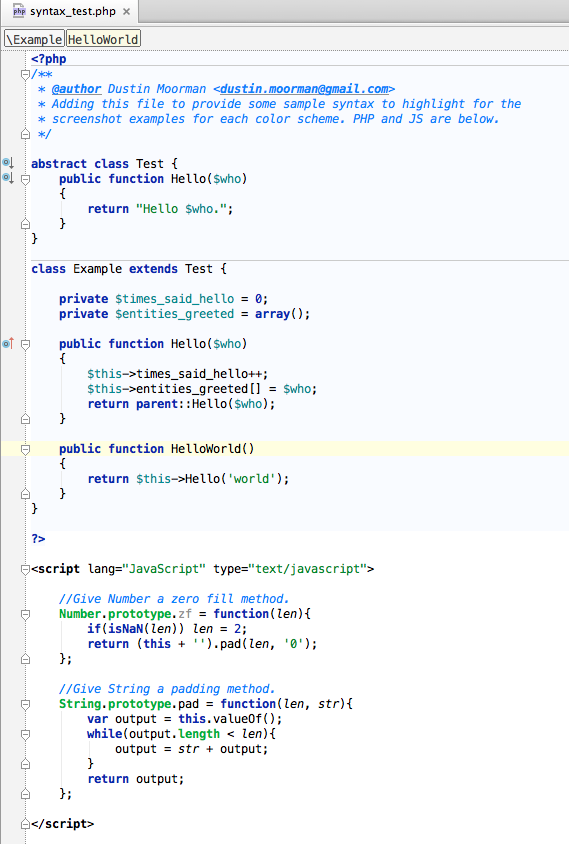 php syntax_test.php ×
\Example HelloWorld
<?php
/**
 * @author Dustin Moorman <dustin.moorman@gmail.com>
 * Adding this file to provide some sample syntax to highlight for the
 * screenshot examples for each color scheme. PHP and JS are below.
 */
abstract class Test {
    public function Hello($who)
    {
        return "Hello $who.";
    }
}
class Example extends Test {
    private $times_said_hello = 0;
    private $entities_greeted = array();
    public function Hello($who)
    {
        $this->times_said_hello++;
        $this->entities_greeted[] = $who;
        return parent::Hello($who);
    }
    public function HelloWorld()
    {
        return $this->Hello('world');
    }
}
?>
<script lang="JavaScript" type="text/javascript">
    //Give Number a zero fill method.
    Number.prototype.zf = function(len){
        if(isNaN(len)) len = 2;
        return (this + '').pad(len, '0');
    };
    //Give String a padding method.
    String.prototype.pad = function(len, str){
        var output = this.valueOf();
        while(output.length < len){
            output = str + output;
        }
        return output;
    };
</script>